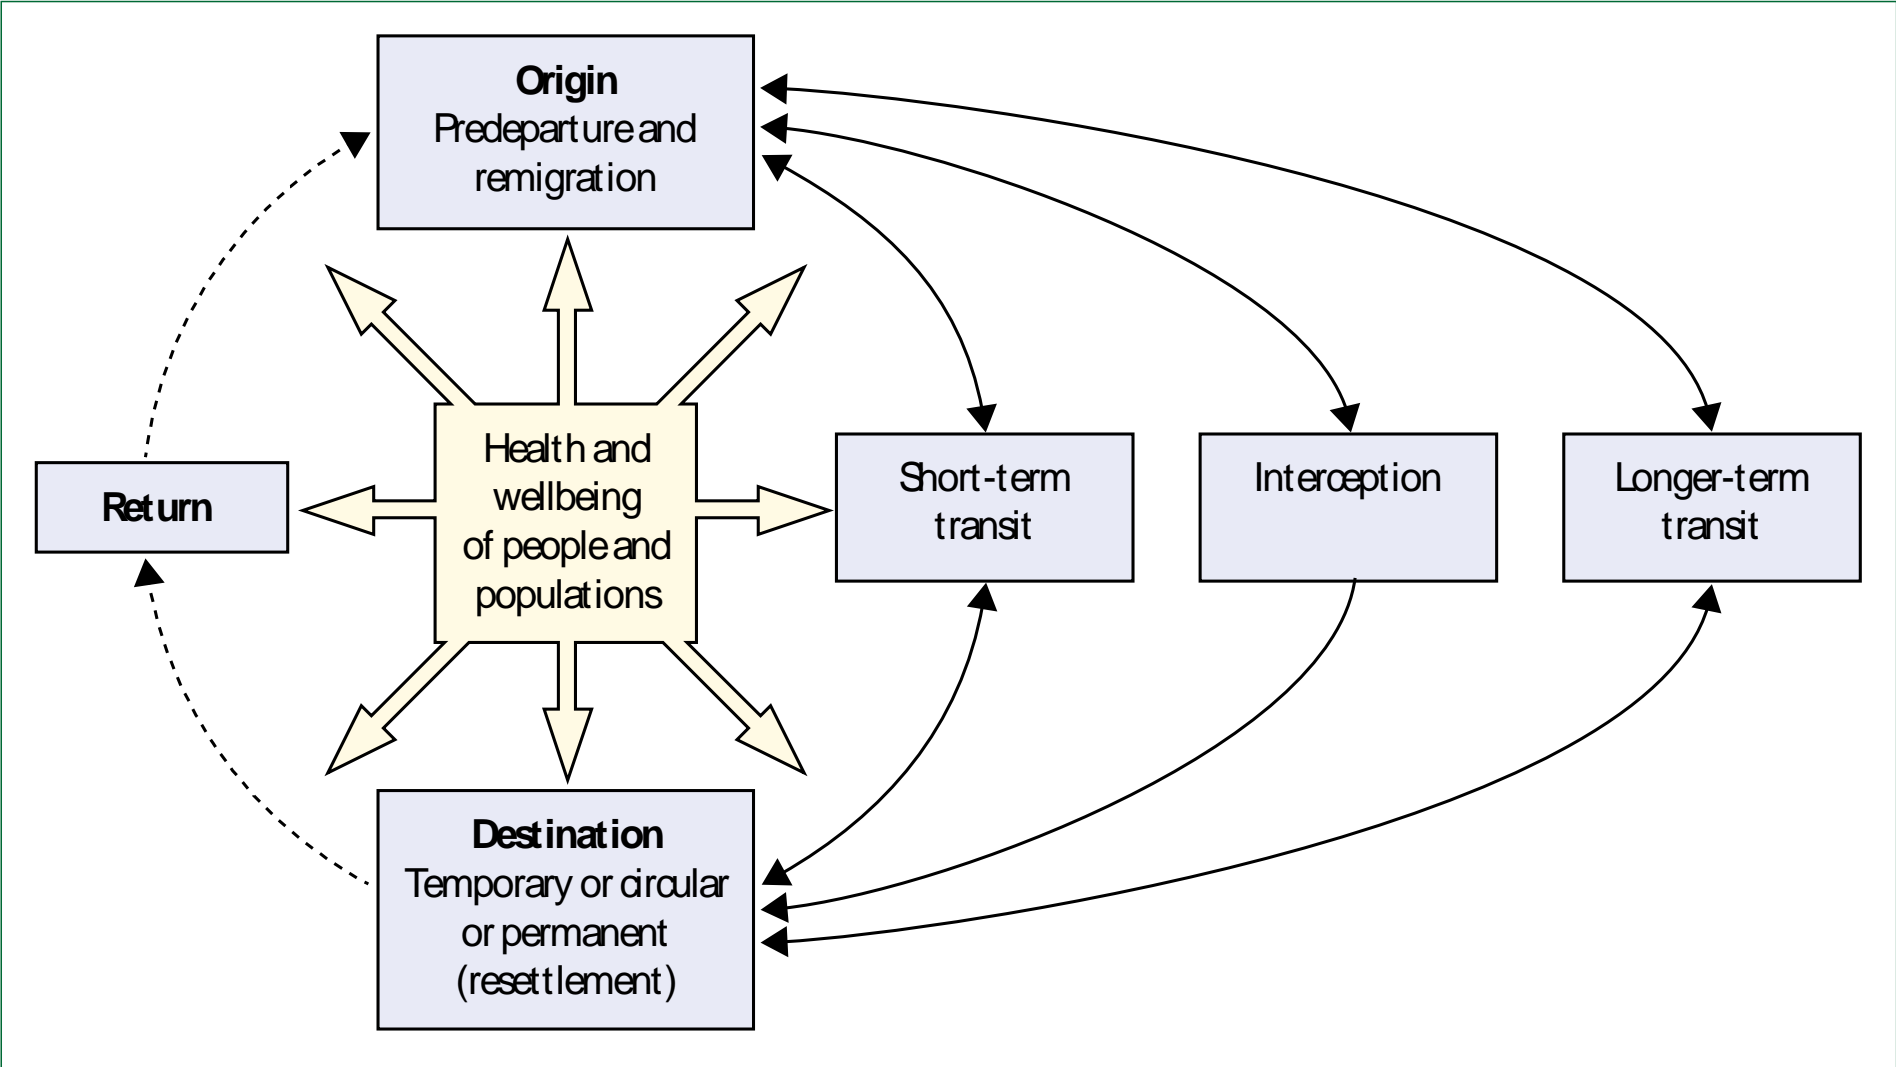 Origin
Predeparture and
remigration
Return
Health and
wellbeing
of people and
populations
Short-term
transit
Interception
Longer-term
transit
Destination
Temporary or circular
or permanent
(resettlement)